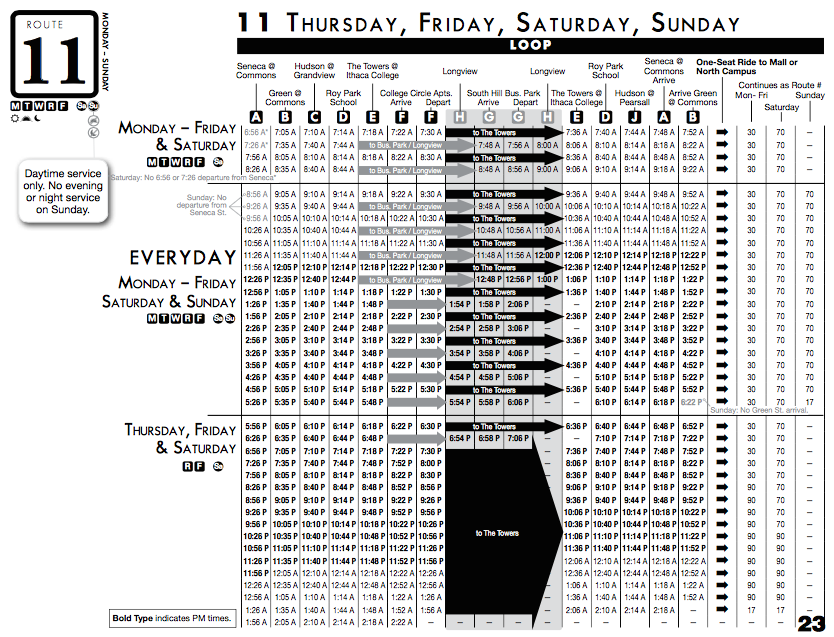 ROUTE
11
MONDAY – SUNDAY
M T W R F Sa Su
11 THURSDAY, FRIDAY, SATURDAY, SUNDAY
LOOP
Seneca @ Commons
Green @ Commons
Hudson @ Grandview
Roy Park School
The Towers @ Ithaca College
College Circle Apts. Arrive Depart
Longview
South Hill Bus. Park Arrive Depart
Longview
The Towers @ Ithaca College
Roy Park School
Hudson @ Pearsall
Seneca @ Commons Arrive
Arrive Green @ Commons
One-Seat Ride to Mall or North Campus
Continues as Route #
Mon- Fri Saturday Sunday
A B C D E F F H G G H E D J A B
MONDAY – FRIDAY
& SATURDAY
M T W R F Sa
6:56 A* 7:05 A 7:10 A 7:14 A 7:18 A 7:22 A 7:30 A to The Towers 7:36 A 7:40 A 7:44 A 7:48 A 7:52 A 30 70 –
7:26 A* 7:35 A 7:40 A 7:44 A to Bus. Park / Longview 7:48 A 7:56 A 8:00 A 8:06 A 8:10 A 8:14 A 8:18 A 8:22 A 30 70 –
7:56 A 8:05 A 8:10 A 8:14 A 8:18 A 8:22 A 8:30 A to The Towers 8:36 A 8:40 A 8:44 A 8:48 A 8:52 A 30 70 –
8:26 A 8:35 A 8:40 A 8:44 A to Bus. Park / Longview 8:48 A 8:56 A 9:00 A 9:06 A 9:10 A 9:14 A 9:18 A 9:22 A 30 70 –
Saturday: No 6:56 or 7:26 departure from Seneca*
Daytime service only. No evening or night service on Sunday.
Sunday: No departure from Seneca St.
EVERYDAY
MONDAY – FRIDAY
SATURDAY & SUNDAY
M T W R F Sa Su
8:56 A 9:05 A 9:10 A 9:14 A 9:18 A 9:22 A 9:30 A to The Towers 9:36 A 9:40 A 9:44 A 9:48 A 9:52 A 30 70 70
9:26 A 9:35 A 9:40 A 9:44 A to Bus. Park / Longview 9:48 A 9:56 A 10:00 A 10:06 A 10:10 A 10:14 A 10:18 A 10:22 A 30 70 70
9:56 A 10:05 A 10:10 A 10:14 A 10:18 A 10:22 A 10:30 A to The Towers 10:36 A 10:40 A 10:44 A 10:48 A 10:52 A 30 70 70
10:26 A 10:35 A 10:40 A 10:44 A to Bus. Park / Longview 10:48 A 10:56 A 11:00 A 11:06 A 11:10 A 11:14 A 11:18 A 11:22 A 30 70 70
10:56 A 11:05 A 11:10 A 11:14 A 11:18 A 11:22 A 11:30 A to The Towers 11:36 A 11:40 A 11:44 A 11:48 A 11:52 A 30 70 70
11:26 A 11:35 A 11:40 A 11:44 A to Bus. Park / Longview 11:48 A 11:56 A 12:00 P 12:06 P 12:10 P 12:14 P 12:18 P 12:22 P 30 70 70
11:56 A 12:05 P 12:10 P 12:14 P 12:18 P 12:22 P 12:30 P to The Towers 12:36 P 12:40 P 12:44 P 12:48 P 12:52 P 30 70 70
12:26 P 12:35 P 12:40 P 12:44 P to Bus. Park / Longview 12:48 P 12:56 P 1:00 P 1:06 P 1:10 P 1:14 P 1:18 P 1:22 P 30 70 70
12:56 P 1:05 P 1:10 P 1:14 P 1:18 P 1:22 P 1:30 P to The Towers 1:36 P 1:40 P 1:44 P 1:48 P 1:52 P 30 70 70
1:26 P 1:35 P 1:40 P 1:44 P 1:48 P 1:54 P 1:58 P 2:06 P – – 2:10 P 2:14 P 2:18 P 2:22 P 30 70 70
1:56 P 2:05 P 2:10 P 2:14 P 2:18 P 2:22 P 2:30 P to The Towers 2:36 P 2:40 P 2:44 P 2:48 P 2:52 P 30 70 70
2:26 P 2:35 P 2:40 P 2:44 P 2:48 P 2:54 P 2:58 P 3:06 P – – 3:10 P 3:14 P 3:18 P 3:22 P 30 70 70
2:56 P 3:05 P 3:10 P 3:14 P 3:18 P 3:22 P 3:30 P to The Towers 3:36 P 3:40 P 3:44 P 3:48 P 3:52 P 30 70 70
3:26 P 3:35 P 3:40 P 3:44 P 3:48 P 3:54 P 3:58 P 4:06 P – – 4:10 P 4:14 P 4:18 P 4:22 P 30 70 70
3:56 P 4:05 P 4:10 P 4:14 P 4:18 P 4:22 P 4:30 P to The Towers 4:36 P 4:40 P 4:44 P 4:48 P 4:52 P 30 70 70
4:26 P 4:35 P 4:40 P 4:44 P 4:48 P 4:54 P 4:58 P 5:06 P – – 5:10 P 5:14 P 5:18 P 5:22 P 30 70 70
4:56 P 5:05 P 5:10 P 5:14 P 5:18 P 5:22 P 5:30 P to The Towers 5:36 P 5:40 P 5:44 P 5:48 P 5:52 P 30 70 70
5:26 P 5:35 P 5:40 P 5:44 P 5:48 P 5:54 P 5:58 P 6:06 P – – 6:10 P 6:14 P 6:18 P 6:22 P 30 70 17
Sunday: No Green St. arrival.
THURSDAY, FRIDAY
& SATURDAY
R F Sa
5:56 P 6:05 P 6:10 P 6:14 P 6:18 P 6:22 P 6:30 P to The Towers 6:36 P 6:40 P 6:44 P 6:48 P 6:52 P 30 70 –
6:26 P 6:35 P 6:40 P 6:44 P 6:48 P 6:54 P 6:58 P 7:06 P – – 7:10 P 7:14 P 7:18 P 7:22 P 30 70 –
6:56 P 7:05 P 7:10 P 7:14 P 7:18 P 7:22 P 7:30 P 7:36 P 7:40 P 7:44 P 7:48 P 7:52 P 30 70 –
7:26 P 7:35 P 7:40 P 7:44 P 7:48 P 7:52 P 8:00 P 8:06 P 8:10 P 8:14 P 8:18 P 8:22 P 30 70 –
7:56 P 8:05 P 8:10 P 8:14 P 8:18 P 8:22 P 8:30 P 8:36 P 8:40 P 8:44 P 8:48 P 8:52 P 30 70 –
8:26 P 8:35 P 8:40 P 8:44 P 8:48 P 8:52 P 8:56 P 9:06 P 9:10 P 9:14 P 9:18 P 9:22 P 30 70 –
8:56 P 9:05 P 9:10 P 9:14 P 9:18 P 9:22 P 9:26 P 9:36 P 9:40 P 9:44 P 9:48 P 9:52 P 90 90 –
9:26 P 9:35 P 9:40 P 9:44 P 9:48 P 9:52 P 9:56 P 10:06 P 10:10 P 10:14 P 10:18 P 10:22 P 90 90 –
9:56 P 10:05 P 10:10 P 10:14 P 10:18 P 10:22 P 10:26 P 10:36 P 10:40 P 10:44 P 10:48 P 10:52 P 90 90 –
10:26 P 10:35 P 10:40 P 10:44 P 10:48 P 10:52 P 10:56 P to The Towers 11:06 P 11:10 P 11:14 P 11:18 P 11:22 P 90 90 –
10:56 P 11:05 P 11:10 P 11:14 P 11:18 P 11:22 P 11:26 P 11:36 P 11:40 P 11:44 P 11:48 P 11:52 P 90 90 –
11:26 P 11:35 P 11:40 P 11:44 P 11:48 P 11:52 P 11:56 P 12:06 A 12:10 A 12:14 A 12:18 A 12:22 A 90 90 –
11:56 P 12:05 A 12:10 A 12:14 A 12:18 A 12:22 A 12:26 A 12:36 A 12:40 A 12:44 A 12:48 A 12:52 A 90 90 –
12:26 A 12:35 A 12:40 A 12:44 A 12:48 A 12:52 A 12:56 A 1:06 A 1:10 A 1:14 A 1:18 A 1:22 A 90 90 –
12:56 A 1:05 A 1:10 A 1:14 A 1:18 A 1:22 A 1:26 A 1:36 A 1:40 A 1:44 A 1:48 A 1:52 A 90 90 –
1:26 A 1:35 A 1:40 A 1:44 A 1:48 A 1:52 A 1:56 A 2:06 A 2:10 A 2:14 A 2:18 A – 17 17 –
1:56 A 2:05 A 2:10 A 2:14 A 2:18 A 2:22 A – – – – – – – – – – – – –
Bold Type indicates PM times.
23